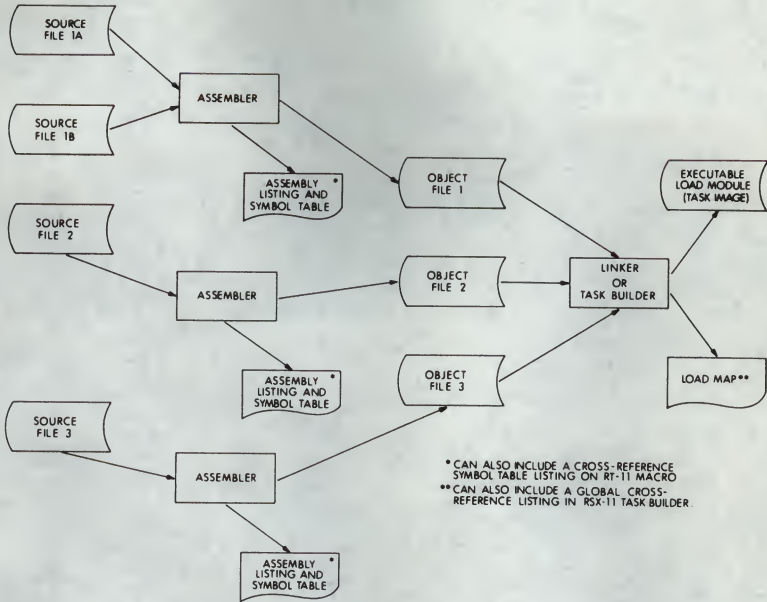 SOURCE
FILE 1A
SOURCE
FILE 1B
ASSEMBLER
ASSEMBLY *
LISTING AND
SYMBOL TABLE
OBJECT
FILE 1
EXECUTABLE
LOAD MODULE
(TASK IMAGE)
SOURCE
FILE 2
ASSEMBLER
ASSEMBLY *
LISTING AND
SYMBOL TABLE
OBJECT
FILE 2
LINKER
OR
TASK BUILDER
OBJECT
FILE 3
LOAD MAP**
SOURCE
FILE 3
ASSEMBLER
ASSEMBLY *
LISTING AND
SYMBOL TABLE
* CAN ALSO INCLUDE A CROSS-REFERENCE
SYMBOL TABLE LISTING ON RT-11 MACRO
** CAN ALSO INCLUDE A GLOBAL CROSS-
REFERENCE LISTING IN RSX-11 TASK BUILDER.